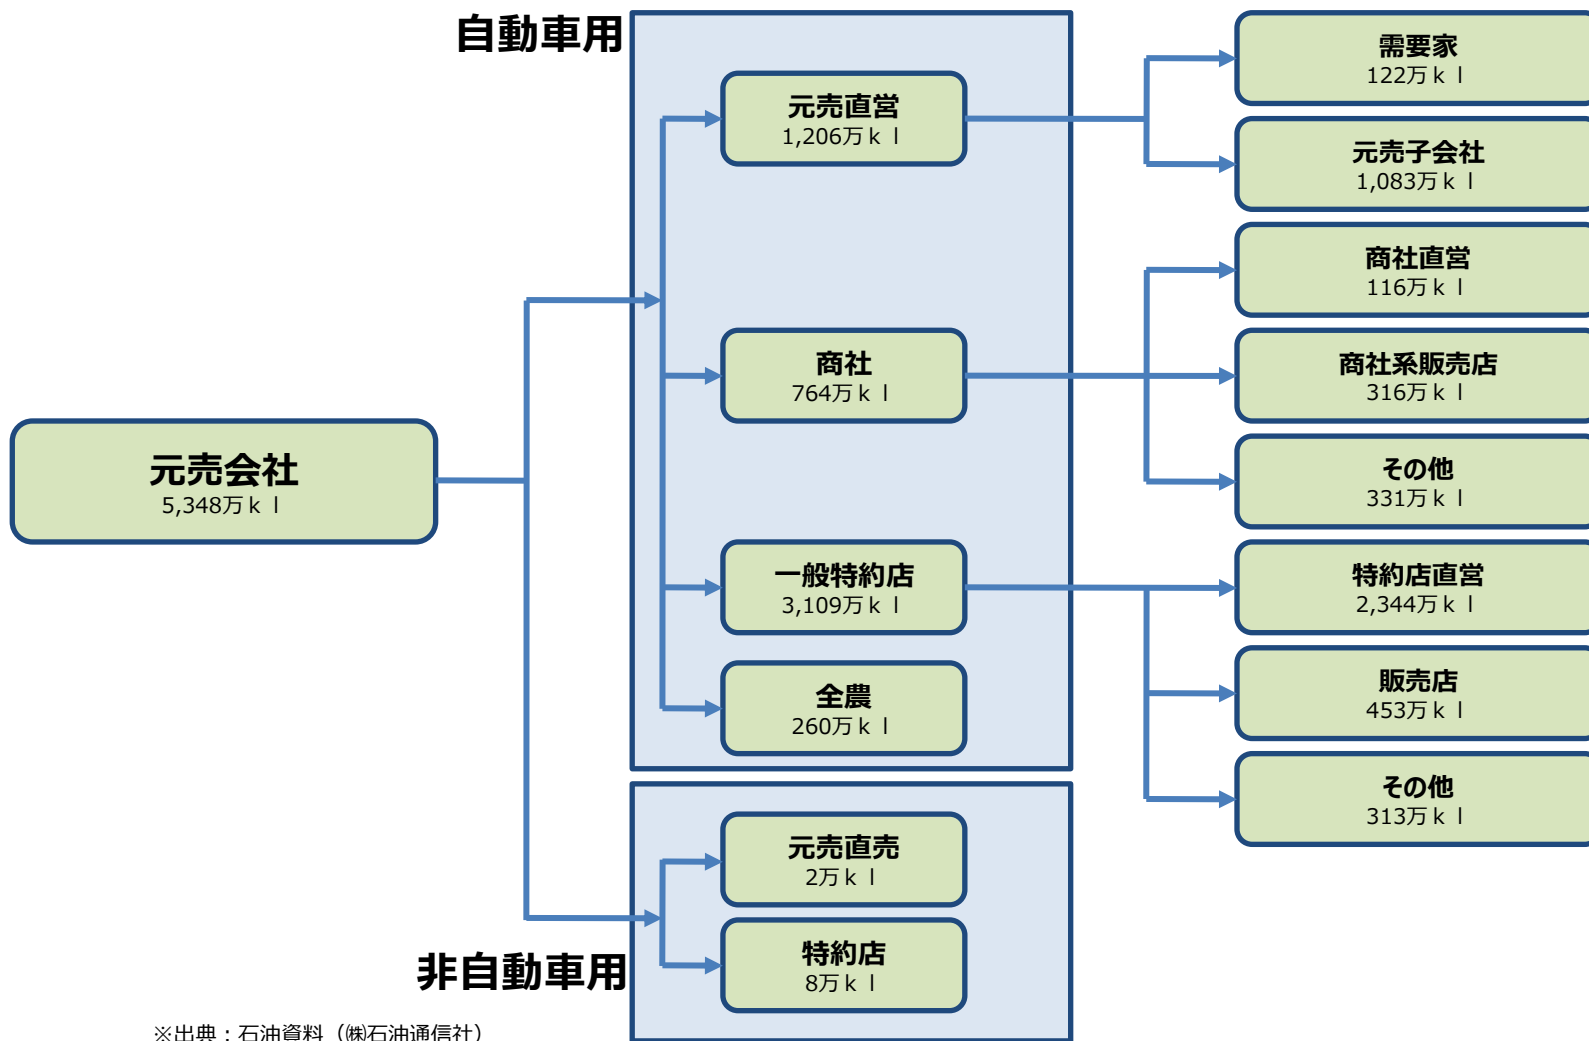 自動車用
元売会社
5,348万ｋｌ
元売直営
1,206万ｋｌ
商社
764万ｋｌ
一般特約店
3,109万ｋｌ
全農
260万ｋｌ
需要家
122万ｋｌ
元売子会社
1,083万ｋｌ
商社直営
116万ｋｌ
商社系販売店
316万ｋｌ
その他
331万ｋｌ
特約店直営
2,344万ｋｌ
販売店
453万ｋｌ
その他
313万ｋｌ
非自動車用
元売直売
2万ｋｌ
特約店
8万ｋｌ
※出典：石油資料（㈱石油通信社）